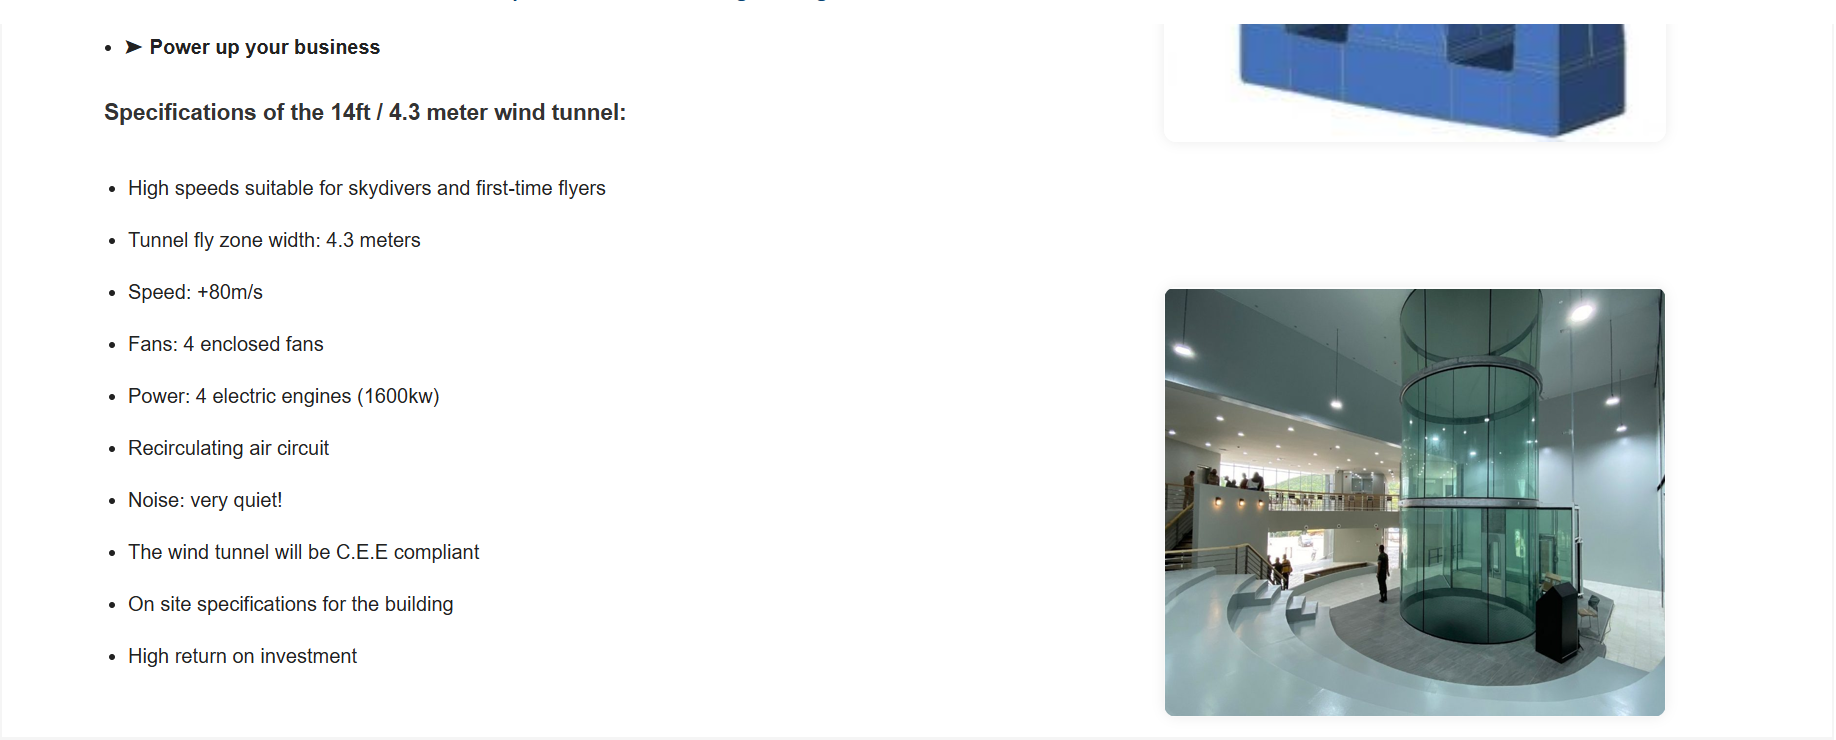 ➤ Power up your business
Specifications of the 14ft / 4.3 meter wind tunnel:
High speeds suitable for skydivers and first-time flyers
Tunnel fly zone width: 4.3 meters
Speed: +80m/s
Fans: 4 enclosed fans
Power: 4 electric engines (1600kw)
Recirculating air circuit
Noise: very quiet!
The wind tunnel will be C.E.E compliant
On site specifications for the building
High return on investment